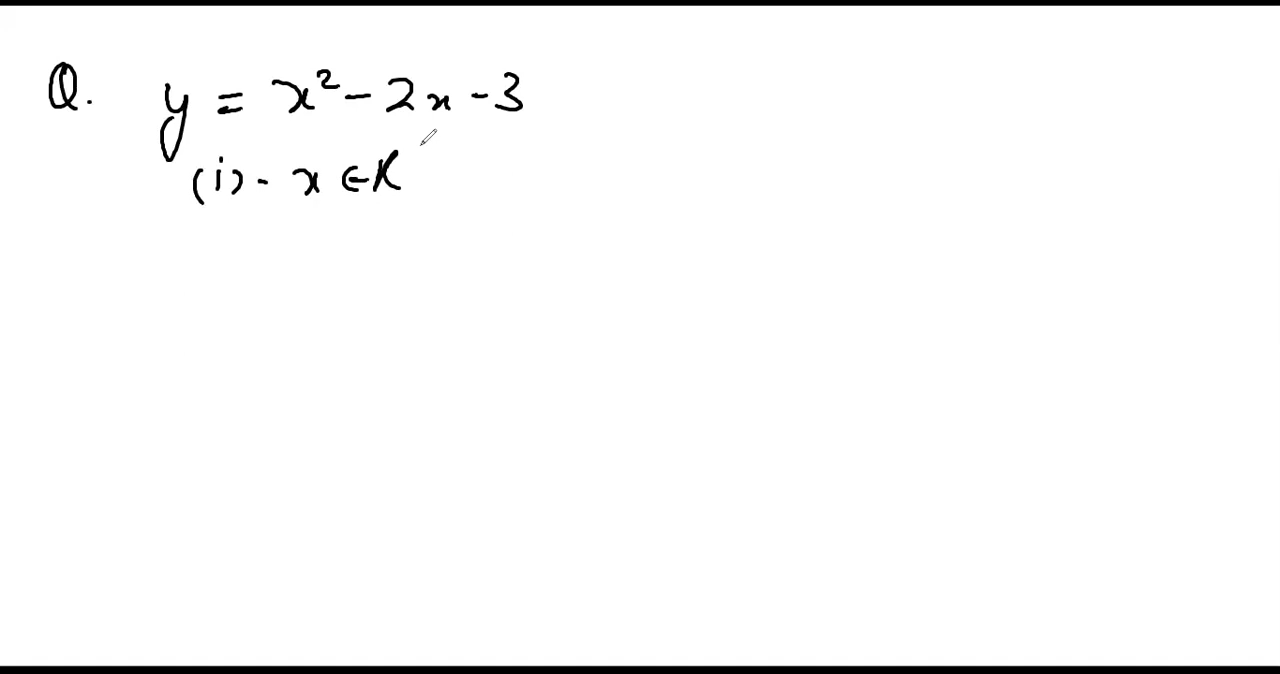 Q. y = x² - 2x - 3
(i) - x ∈ R